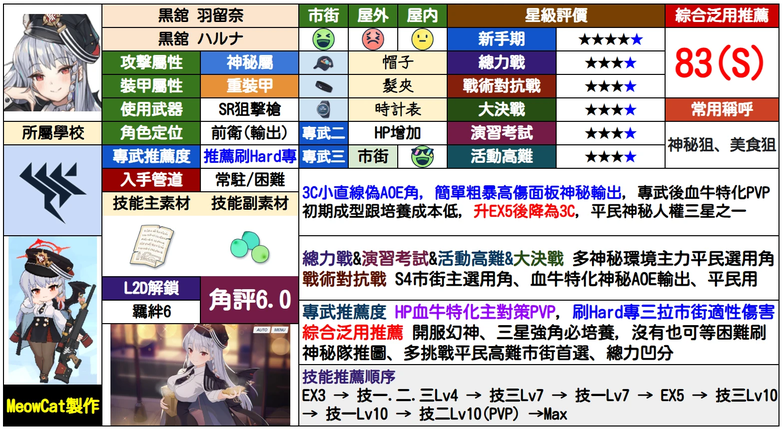 黒舘 羽留奈
黒舘 ハルナ
市街 屋外 屋内
星級評價
綜合泛用推薦
新手期 ★★★★★
83(S)
攻擊屬性 神秘屬
帽子
總力戰 ★★★★
裝甲屬性 重裝甲
髮夾
戰術對抗戰 ★★★★
使用武器 SR狙擊槍
時計表
大決戰 ★★★★
常用稱呼
所屬學校
角色定位 前衛(輸出)
專武二 HP增加
演習考試 ★★★★
神秘狙、美食狙
專武推薦度 推薦刷Hard專
專武三 市街
活動高難 ★★★★
入手管道 常駐/困難
技能主素材 技能副素材
3C小直線偽AOE角, 簡單粗暴高傷面板神秘輸出, 專武後血牛特化PVP
初期成型跟培養成本低, 升EX5後降為3C, 平民神秘人權三星之一
總力戰&演習考試&活動高難&大決戰 多神秘環境主力平民選用角
戰術對抗戰 S4市街主選用角、血牛特化神秘AOE輸出、平民用
L2D解鎖
羈絆6
角評6.0
專武推薦度 HP血牛特化主對策PVP, 刷Hard專三拉市街適性傷害
綜合泛用推薦 開服幻神、三星強角必培養, 沒有也可等困難刷
神秘隊推圖、多挑戰平民高難市街首選、總力凹分
AUTO MENU
技能推薦順序
EX3 → 技一.二.三Lv4 → 技三Lv7 → 技一Lv7 → EX5 → 技三Lv10
→ 技一Lv10 → 技二Lv10(PVP) →Max
MeowCat製作